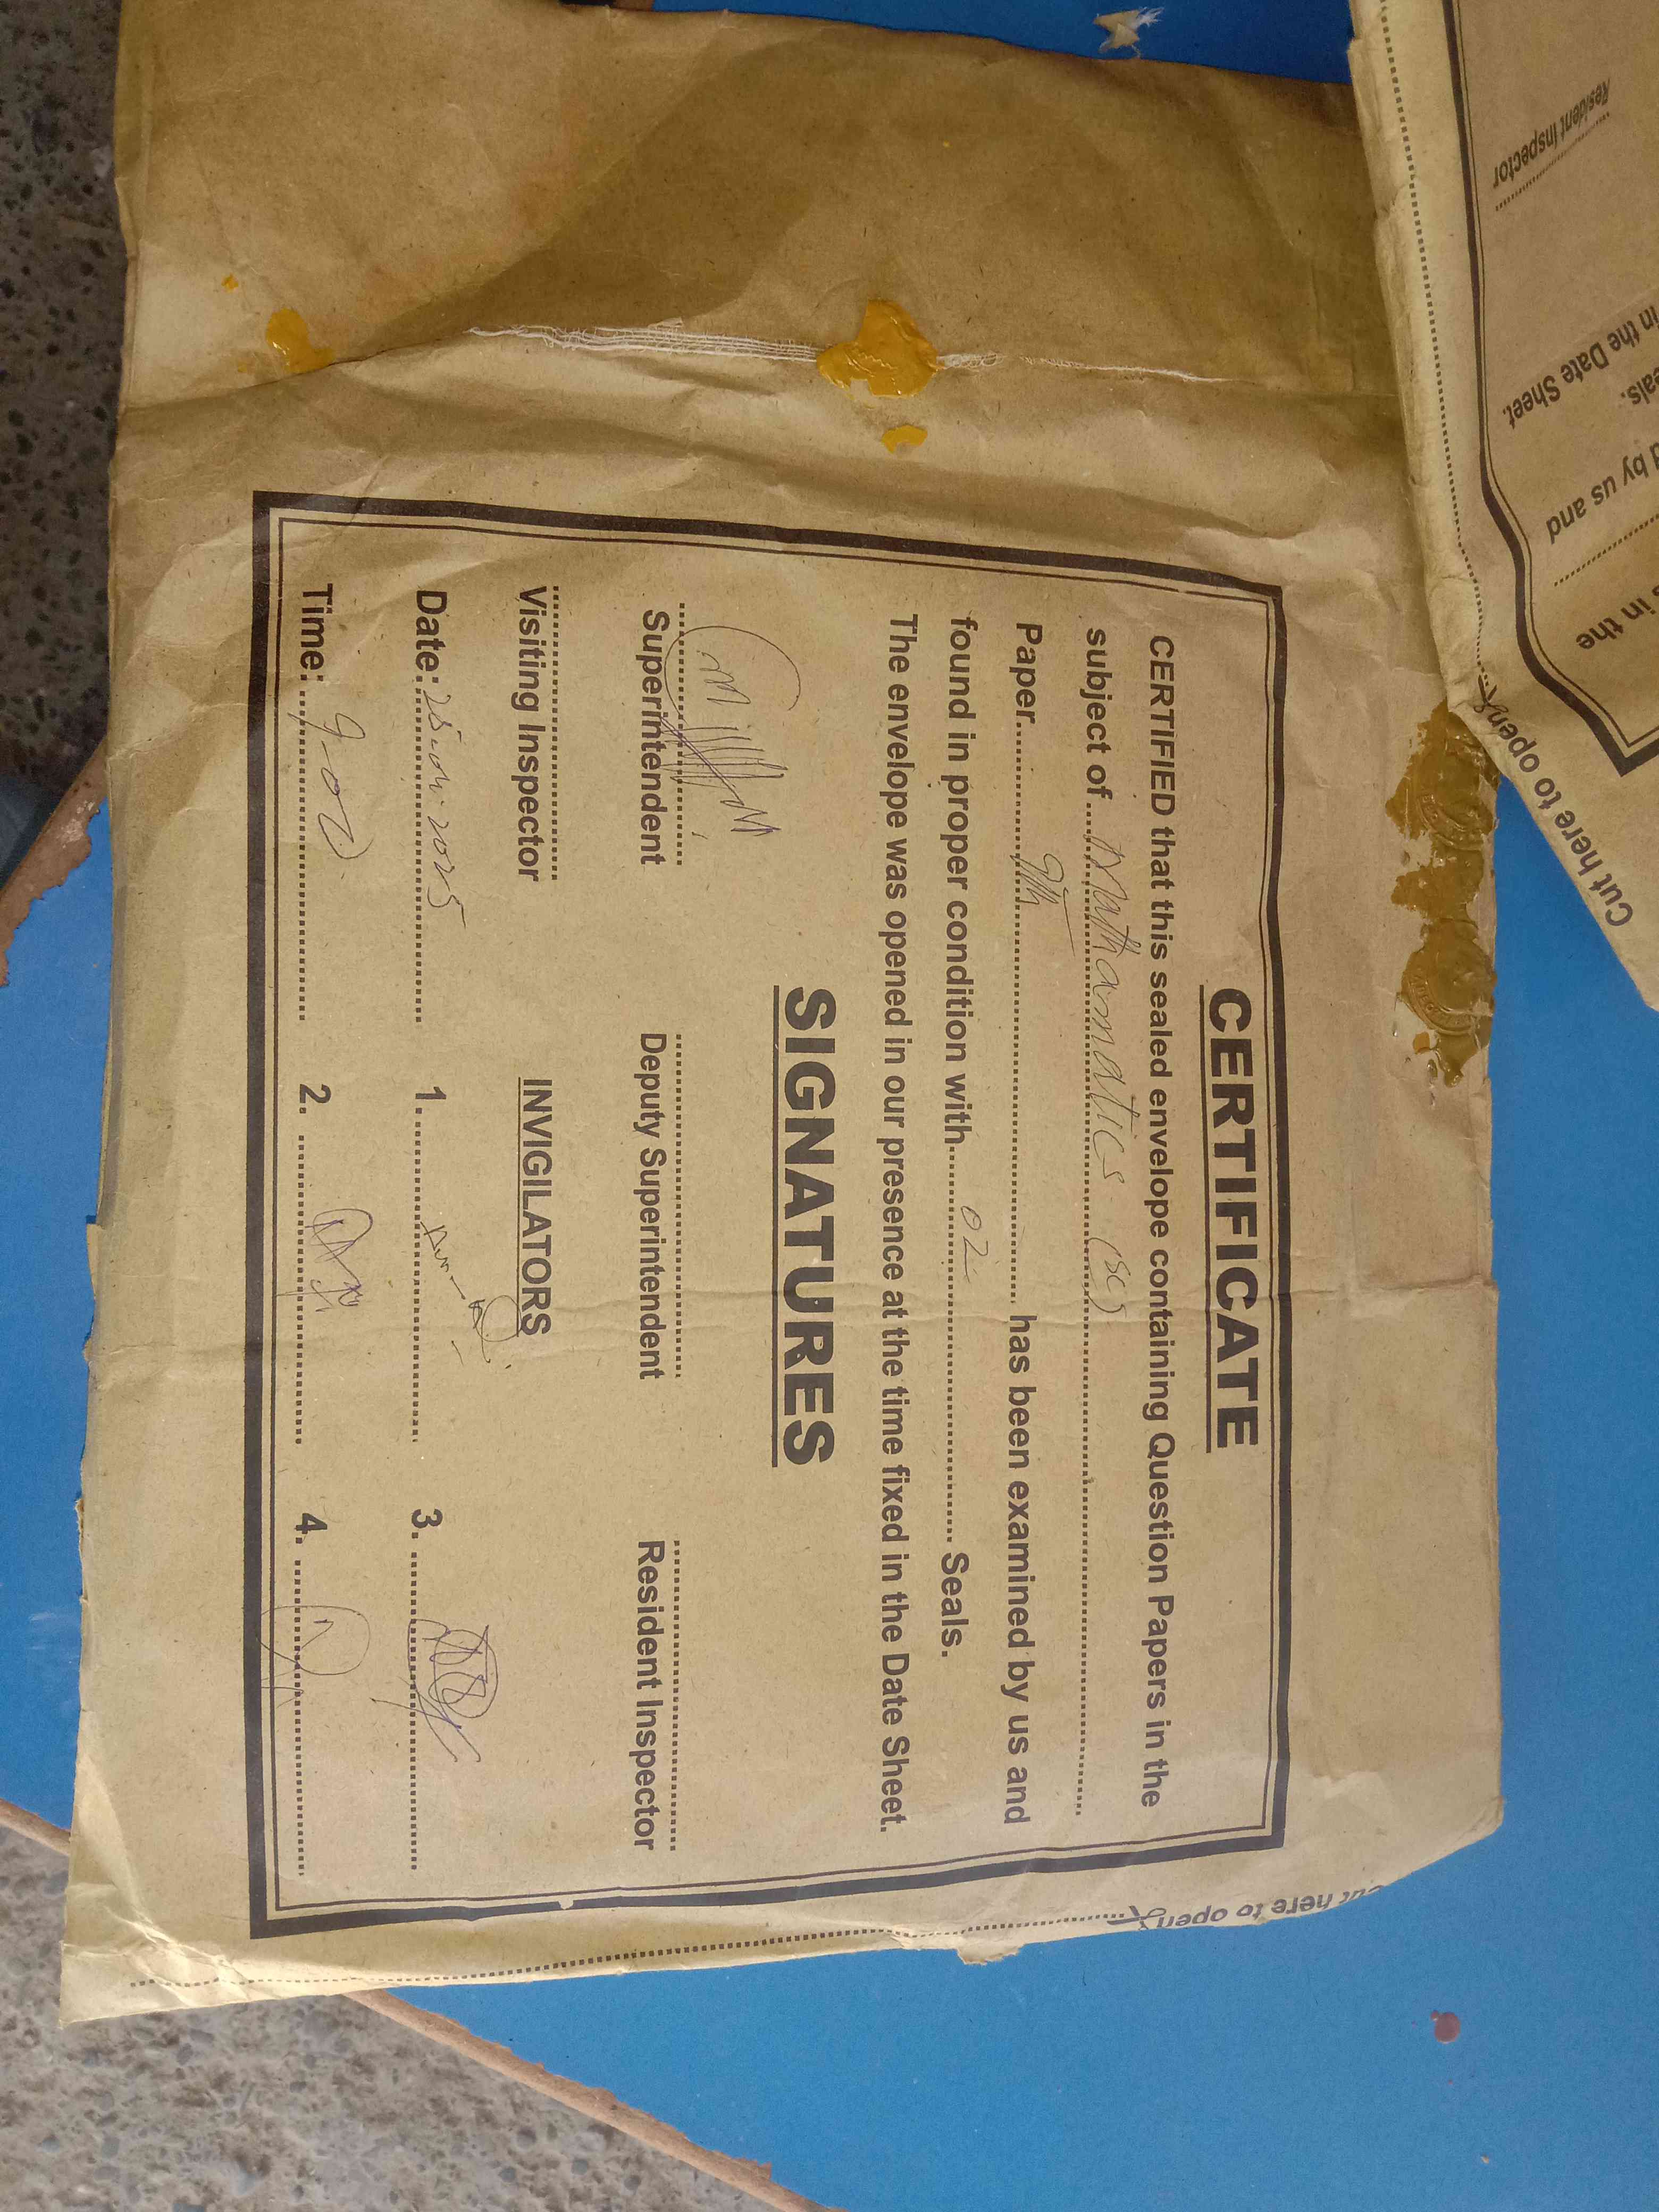 CERTIFICATE
CERTIFIED that this sealed envelope containing Question Papers in the
subject of Mathamatics (sc)
Paper 9th has been examined by us and
found in proper condition with 02 Seals.
The envelope was opened in our presence at the time fixed in the Date Sheet.
SIGNATURES
Superintendent Deputy Superintendent Resident Inspector
Visiting Inspector INVIGILATORS
Date: 2025 1. 3.
Time: 9-00 2. 4.
Cut here to open
here to open
Resident Inspector
in the Date Sheet.
by us and
in the